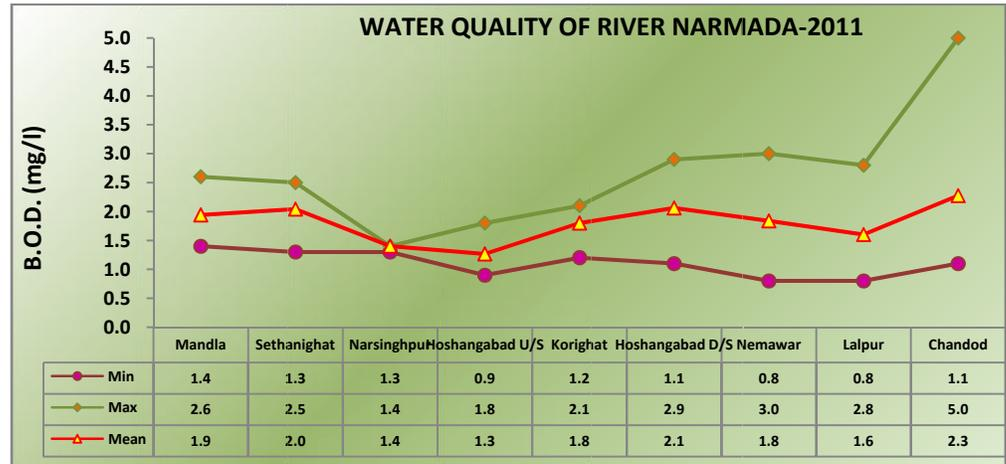 WATER QUALITY OF RIVER NARMADA-2011
B.O.D. (mg/l)
5.0
4.5
4.0
3.5
3.0
2.5
2.0
1.5
1.0
0.5
0.0
Mandla Sethanighat Narsinghpur Hoshangabad U/S Korighat Hoshangabad D/S Nemawar Lalpur Chandod
Min 1.4 1.3 1.3 0.9 1.2 1.1 0.8 0.8 1.1
Max 2.6 2.5 1.4 1.8 2.1 2.9 3.0 2.8 5.0
Mean 1.9 2.0 1.4 1.3 1.8 2.1 1.8 1.6 2.3